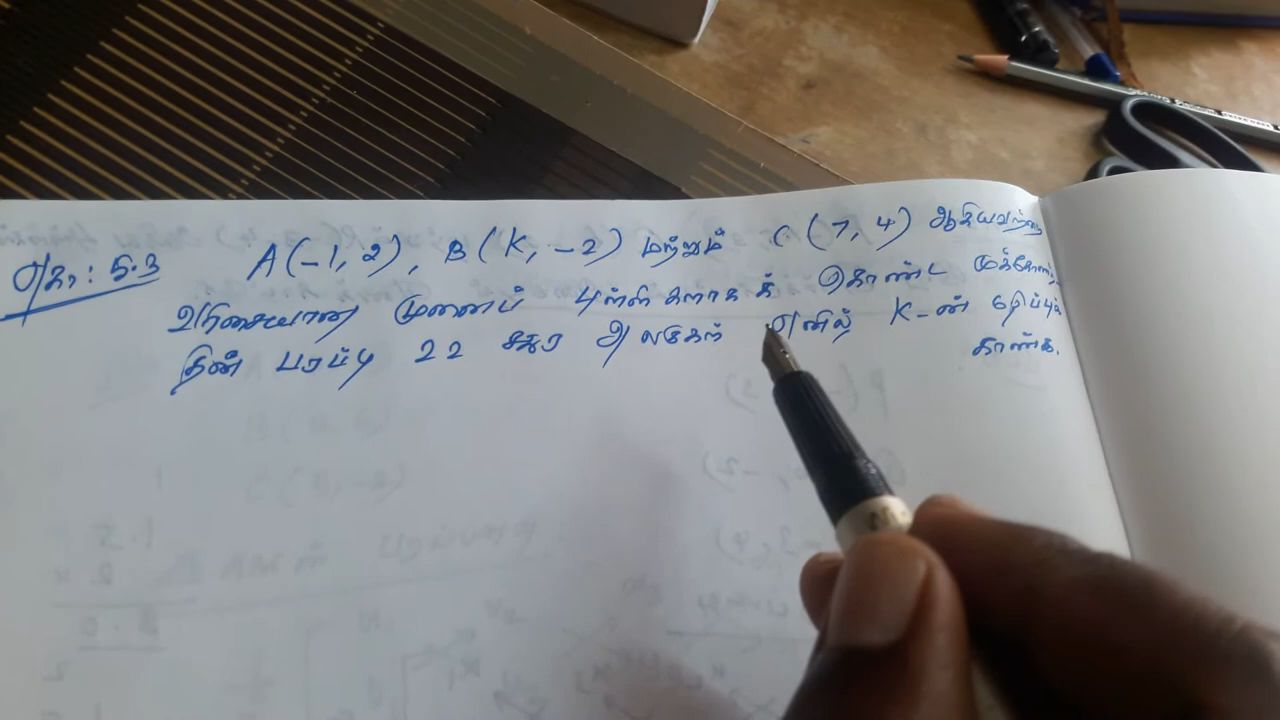 எகா : 5.3 A(-1, 2), B(K, -2) மற்றும் C(7, 4) ஆகியவற்றை
வரிசையான முனைப் புள்ளிகளாகக் கொண்ட முக்கோணத்
தின் பரப்பு 22 சதுர அலகேல் எனில் K-ன் மதிப்புக்
காண்க.